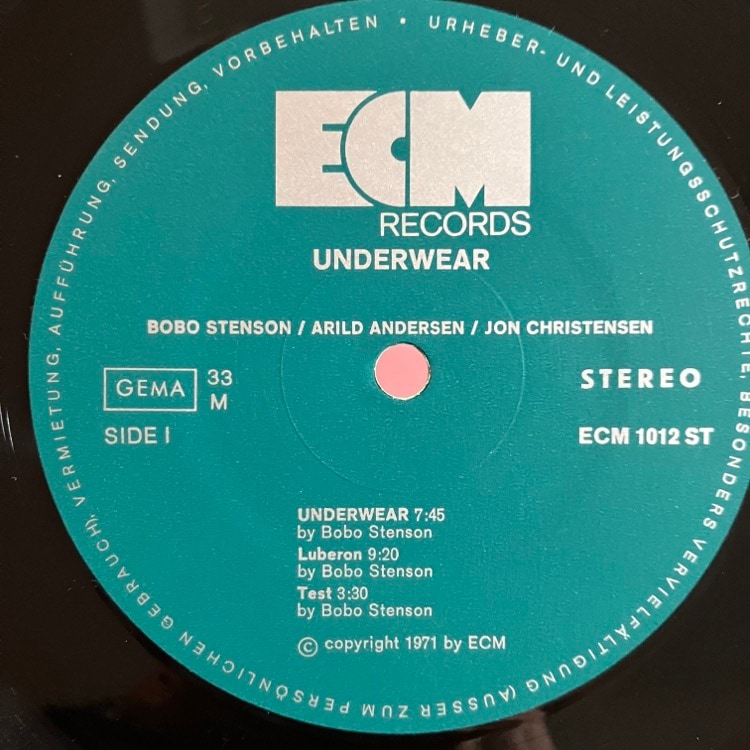 URHEBER- UND LEISTUNGSSCHUTZRECHTE, BESONDERS VERVIELFÄLTIGUNG (AUSSER ZUM PERSÖNLICHEN GEBRAUCH), VERMIETUNG, AUFFÜHRUNG, SENDUNG, VORBEHALTEN •
ECM
RECORDS
UNDERWEAR
BOBO STENSON / ARILD ANDERSEN / JON CHRISTENSEN
GEMA 33 STEREO
M
SIDE I ECM 1012 ST
UNDERWEAR 7:45
by Bobo Stenson
Luberon 9:20
by Bobo Stenson
Test 3:30
by Bobo Stenson
© copyright 1971 by ECM